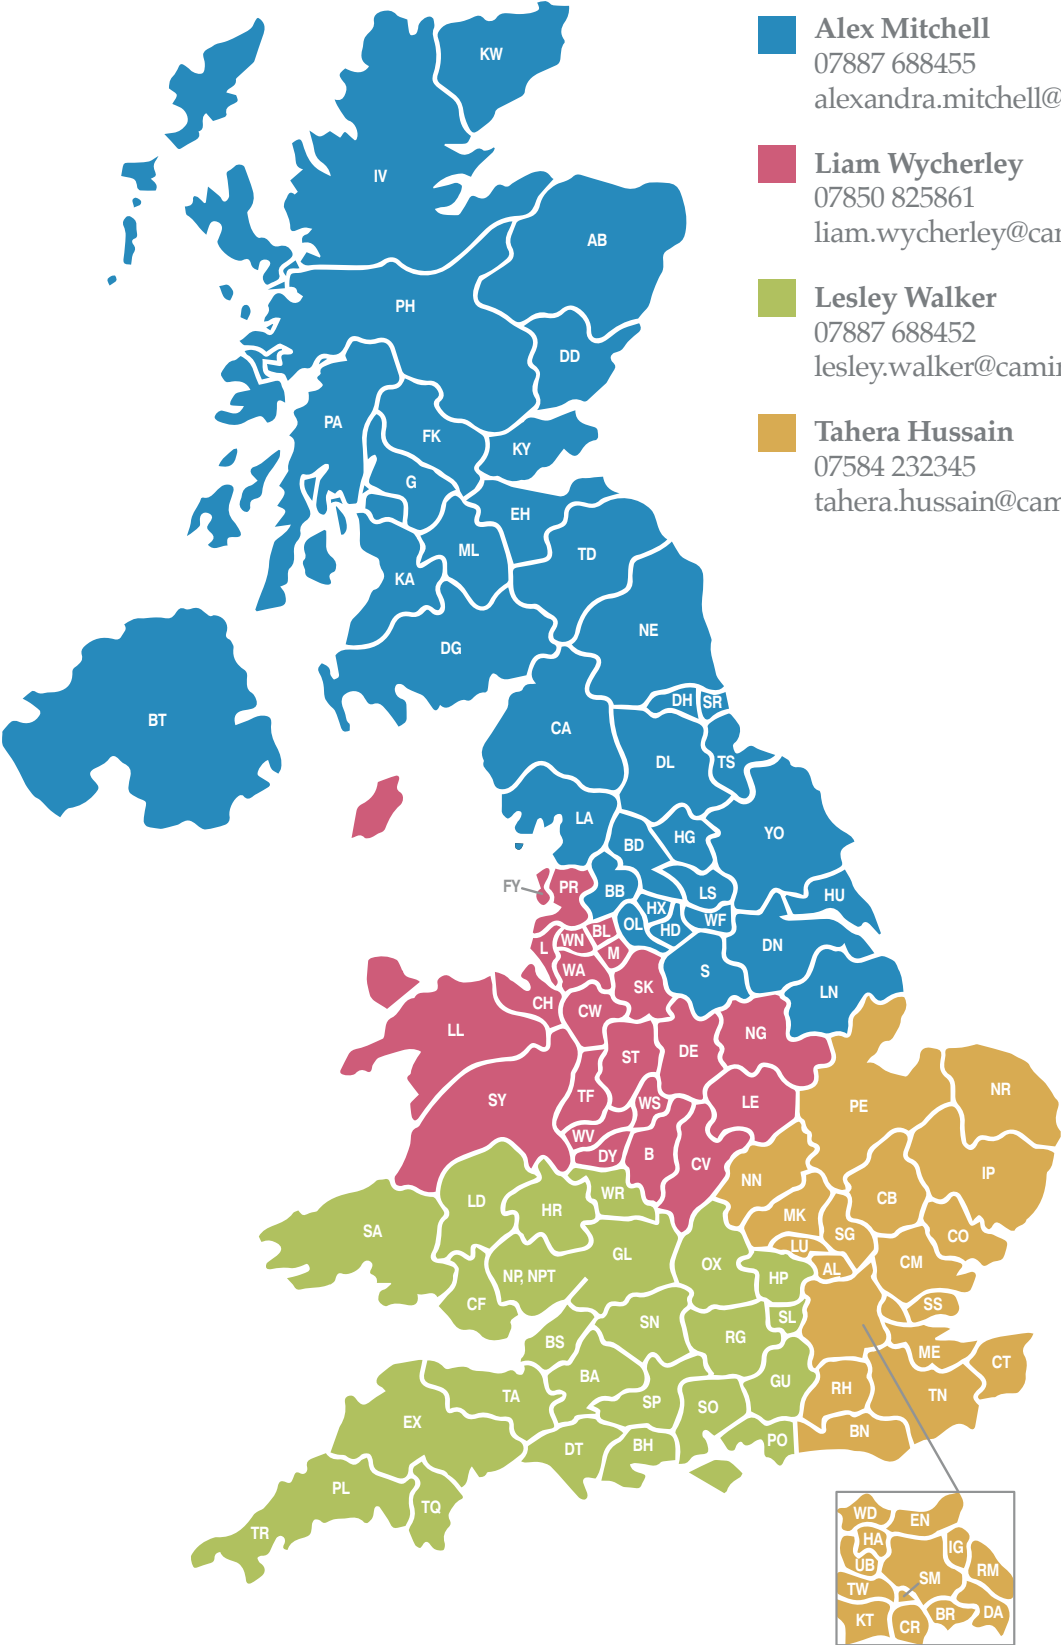 Alex Mitchell
07887 688455
alexandra.mitchell@
Liam Wycherley
07850 825861
liam.wycherley@ca
Lesley Walker
07887 688452
lesley.walker@cami
Tahera Hussain
07584 232345
tahera.hussain@cam
KW
IV
AB
PH
DD
PA
FK
KY
G
EH
ML
TD
KA
NE
DG
DH
SR
BT
CA
DL
TS
LA
BD
HG
YO
FY
PR
BB
LS
HU
HX
OL
HD
WF
BL
WN
L
M
DN
WA
S
SK
LN
CH
CW
LL
NG
ST
DE
SY
TF
WS
LE
PE
NR
WV
DY
B
CV
NN
IP
LD
HR
WR
CB
MK
SA
SG
CO
GL
LU
OX
AL
CM
NP, NPT
HP
CF
SS
SL
SN
RG
BS
ME
CT
BA
GU
RH
TN
TA
SP
SO
EX
BN
PO
DT
BH
PL
TQ
TR
WD
EN
HA
IG
UB
RM
SM
TW
KT
CR
BR
DA